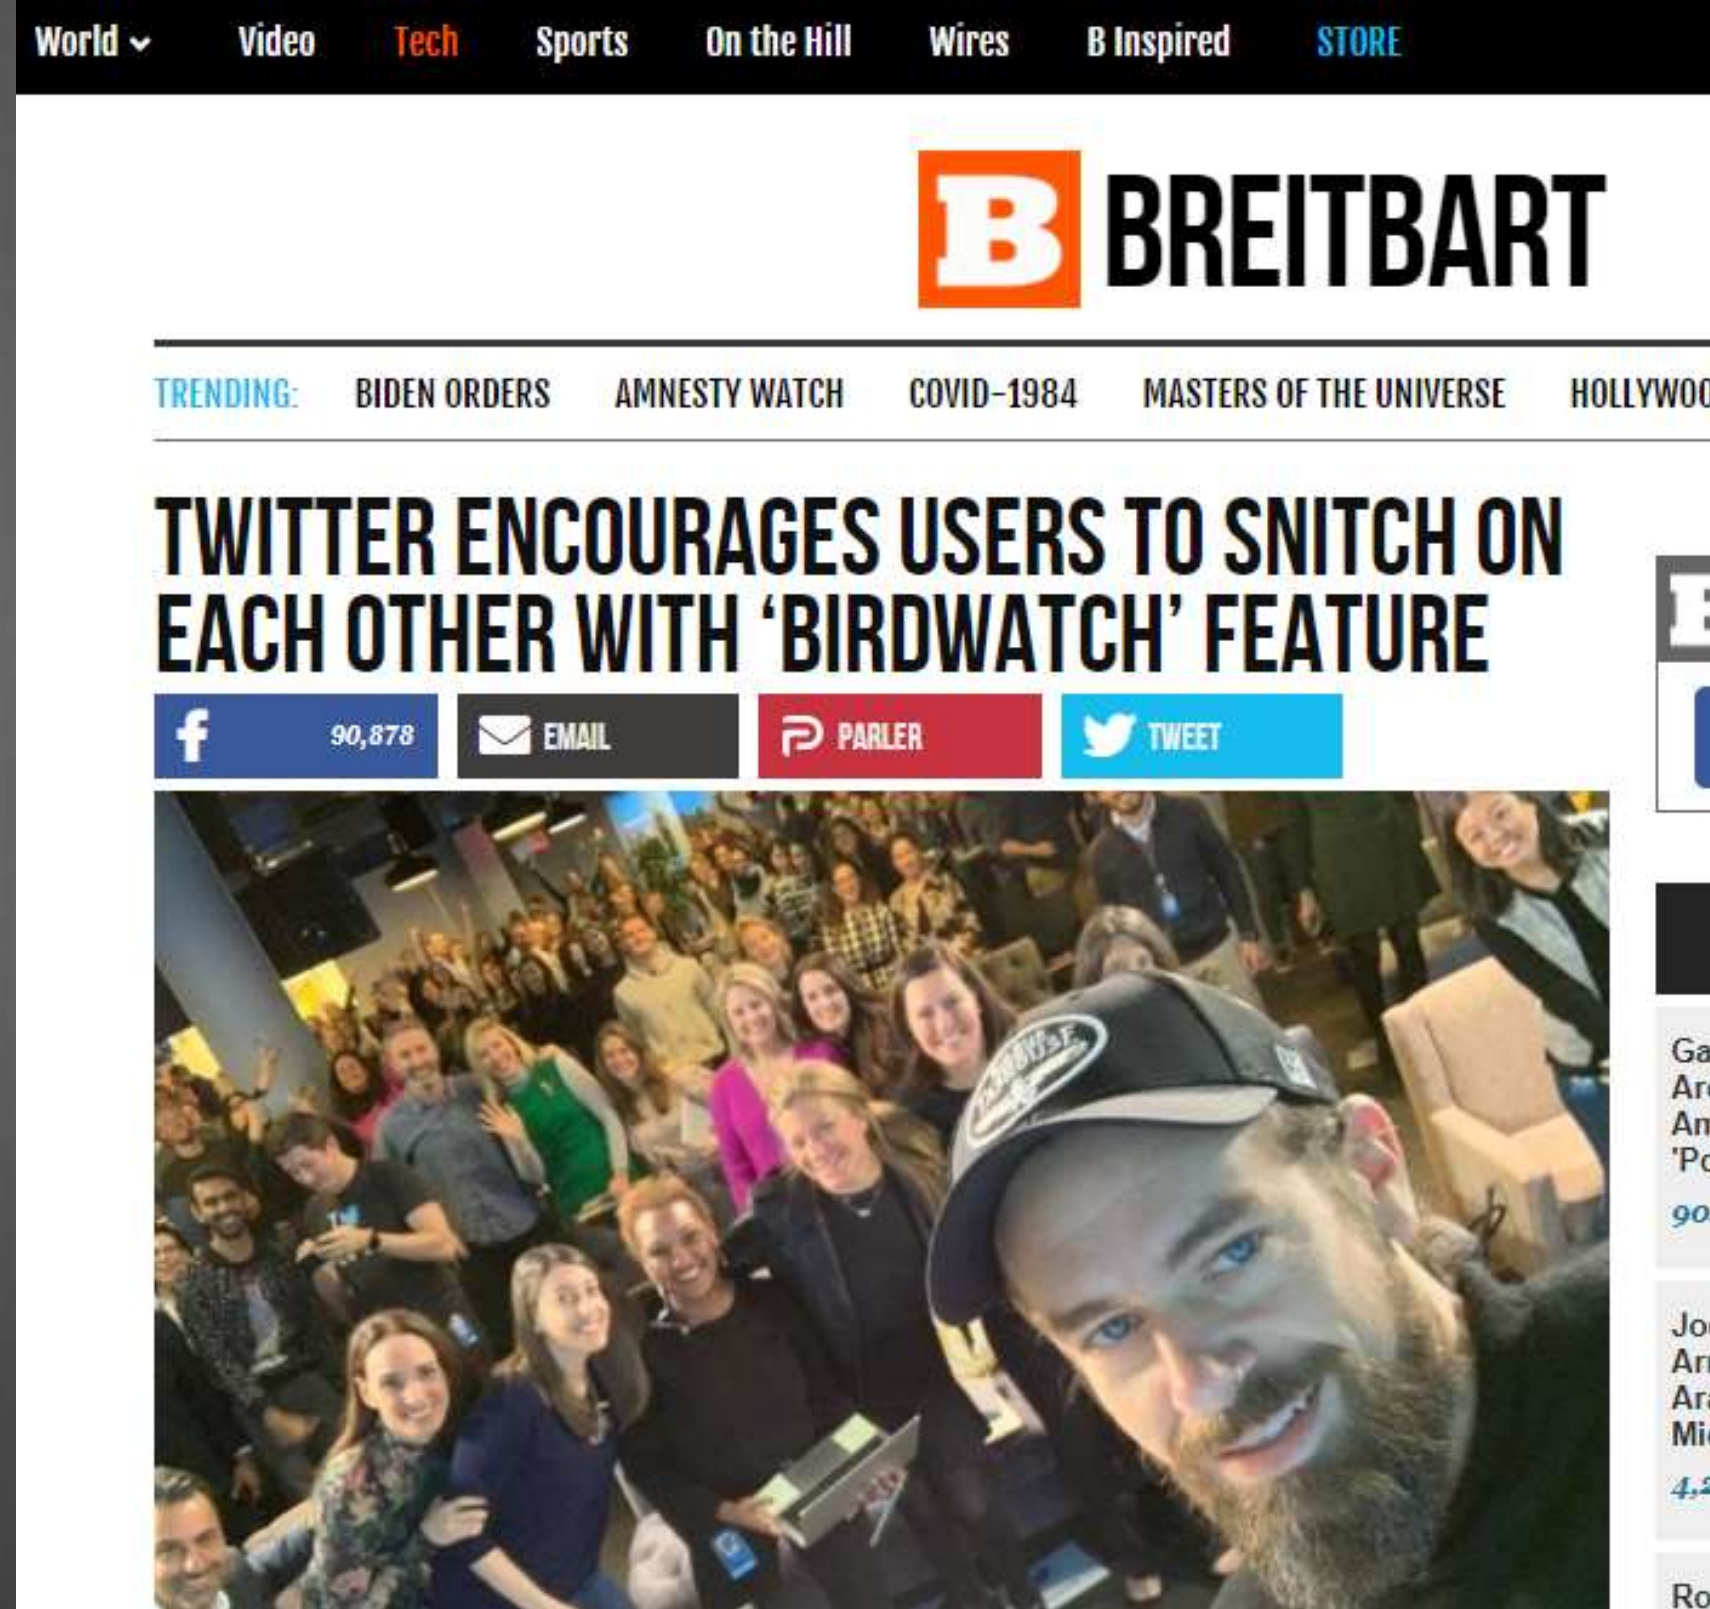 World Video Tech Sports On the Hill Wires B Inspired STORE
B BREITBART
TRENDING: BIDEN ORDERS AMNESTY WATCH COVID-1984 MASTERS OF THE UNIVERSE
TWITTER ENCOURAGES USERS TO SNITCH ON
EACH OTHER WITH ‘BIRDWATCH’ FEATURE
f 90,878 EMAIL PARLER TWEET